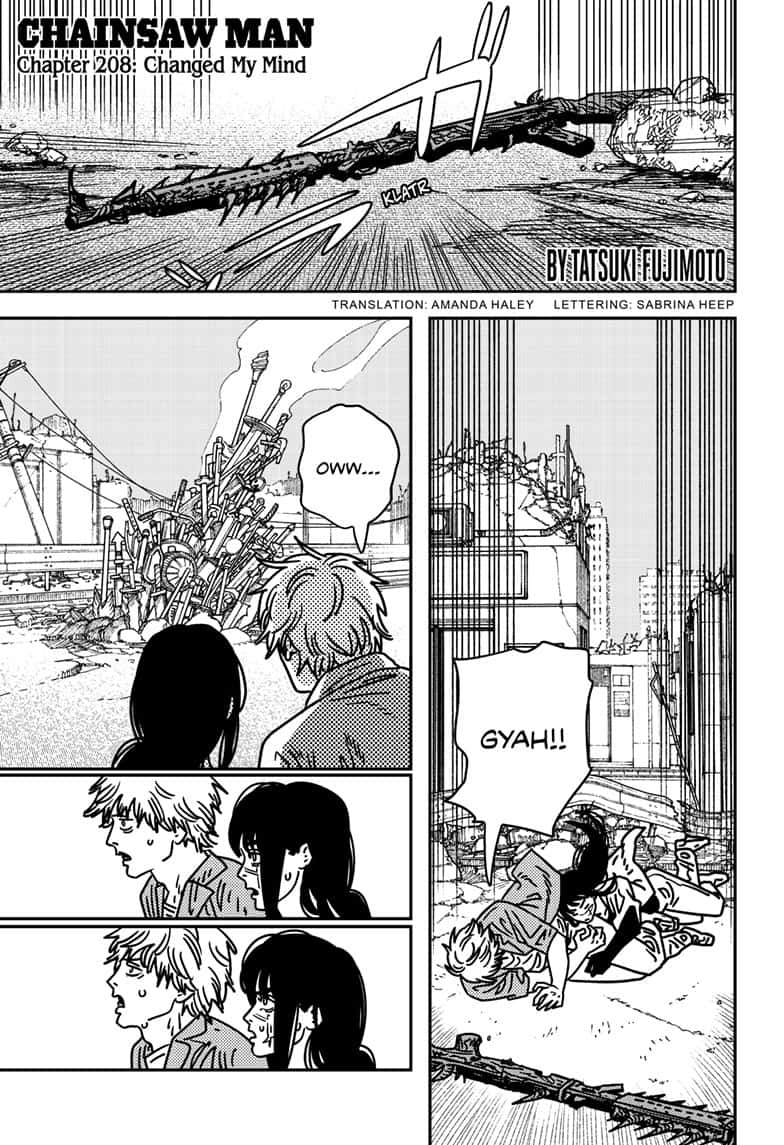 CHAINSAW MAN
Chapter 208: Changed My Mind
KLATR
BY TATSUKI FUJIMOTO
TRANSLATION: AMANDA HALEY LETTERING: SABRINA HEEP
GYAH!!
OWW...